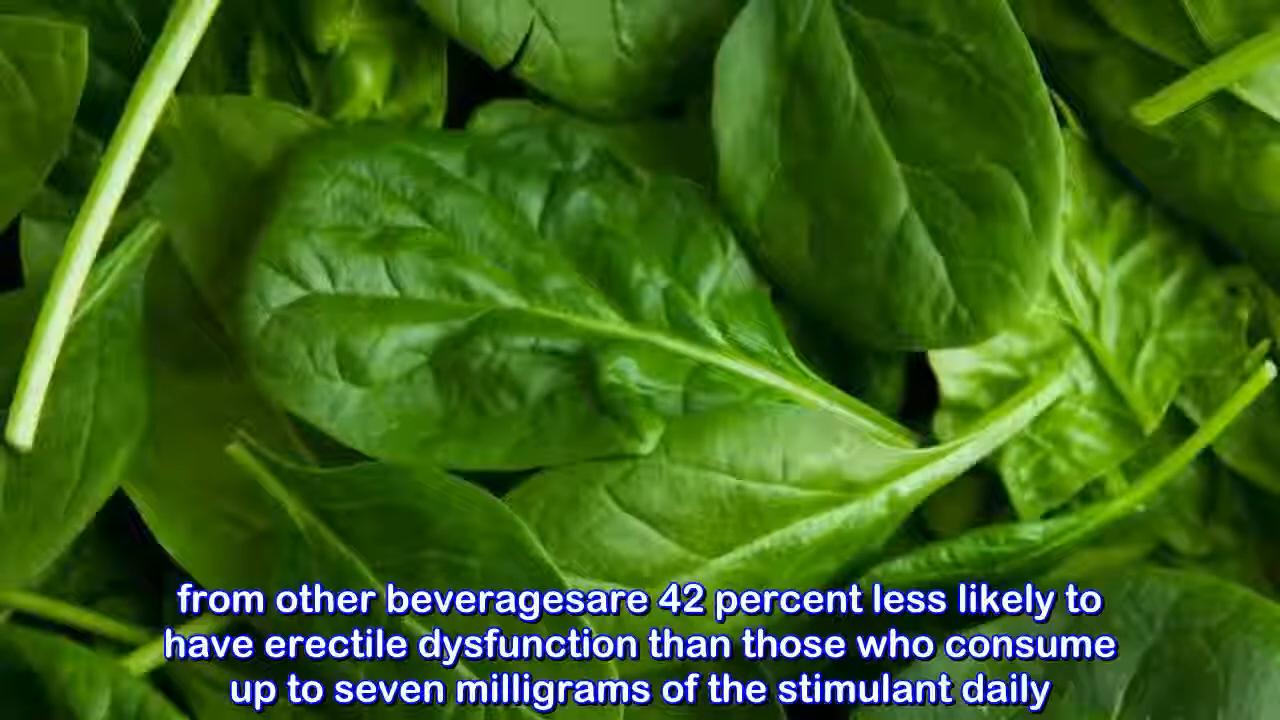 from other beveragesare 42 percent less likely to
have erectile dysfunction than those who consume
up to seven milligrams of the stimulant daily